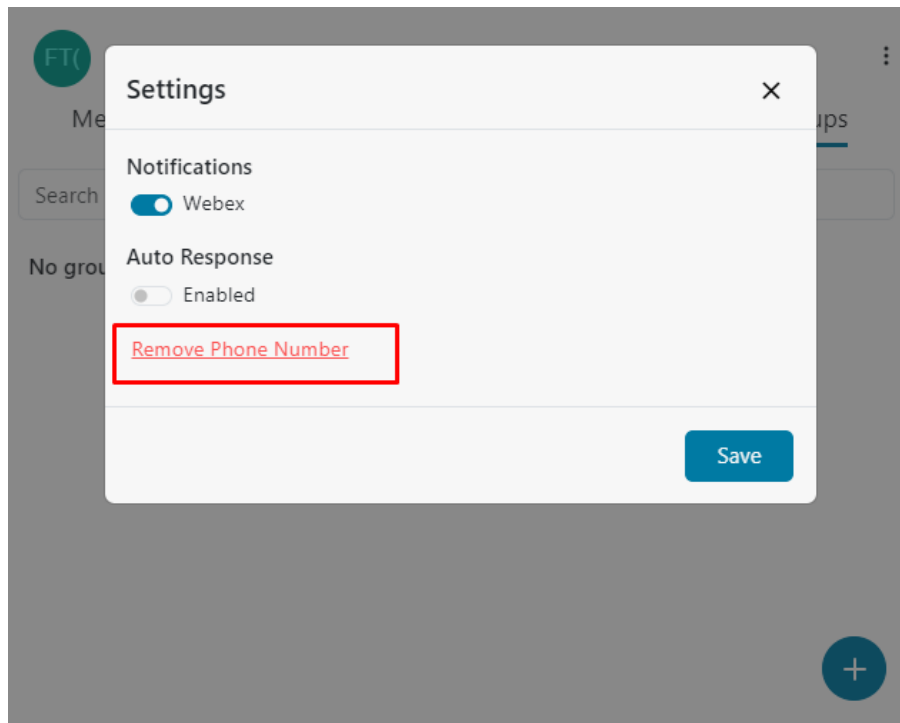 FT(
Settings
Me
ups
Notifications
Search
Webex
No grou
Auto Response
Enabled
Remove Phone Number
Save